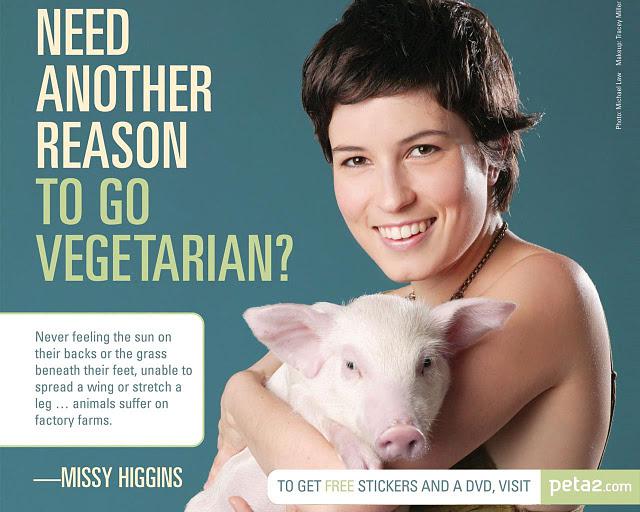 NEED
ANOTHER
REASON
TO GO
VEGETARIAN?
Never feeling the sun on
their backs or the grass
beneath their feet, unable to
spread a wing or stretch a
leg … animals suffer on
factory farms.
—MISSY HIGGINS
TO GET FREE STICKERS AND A DVD, VISIT
peta2.com
Photo: Michael Law Makeup: Tracey Miller